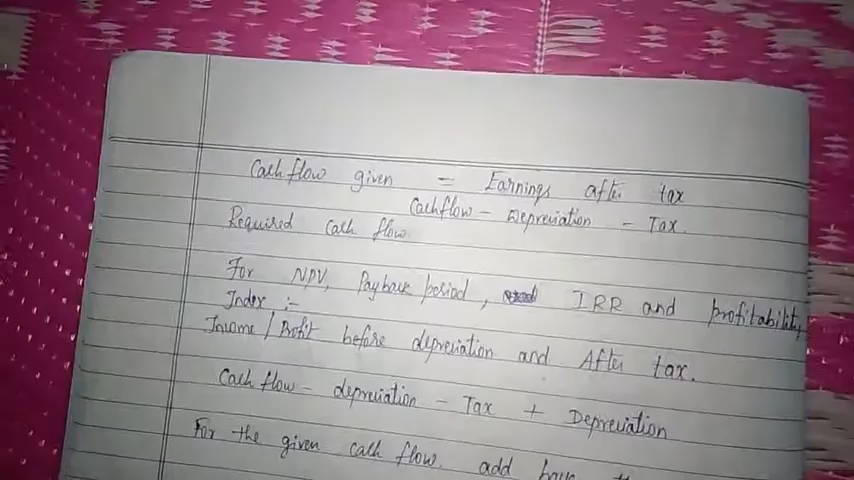 Cash flow given = Earnings after tax
Cashflow - Depreciation - Tax.
Required cash flow
For NPV, Payback period, IRR and profitability
Index :-
Income / Profit before depreciation and After tax.
Cash flow - depreciation - Tax + Depreciation
For the given cash flow. add back